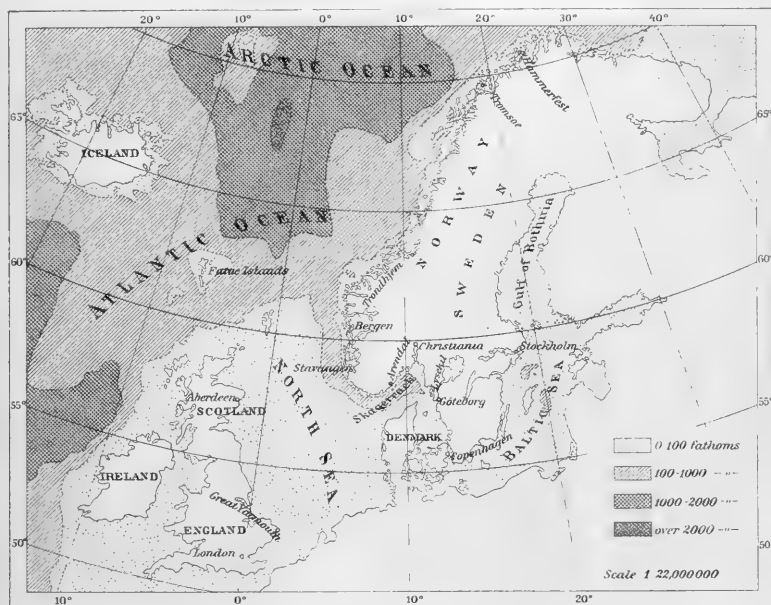 20° 10° 20° 10° 0° 10° 20° 30° 40°
ARCTIC OCEAN
Hammerfest
Tromsoe
65° 65°
ICELAND
NORWAY
SWEDEN
Gulf of Bothnia
ATLANTIC OCEAN
60° 60°
Faroe Islands
Trondhjem
Bergen
Christiania
Stockholm
Stavanger
Arendal
Skagerrack
Göteborg
NORTH SEA
BALTIC SEA
Aberdeen
SCOTLAND
55° 55°
DENMARK
Copenhagen
0 100 fathoms
100-1000 -"-
IRELAND
1000-2000 -"-
Great Yarmouth
over 2000 -"-
ENGLAND
50° 50°
London
Scale 1 22,000000
10° 0° 10° 20°